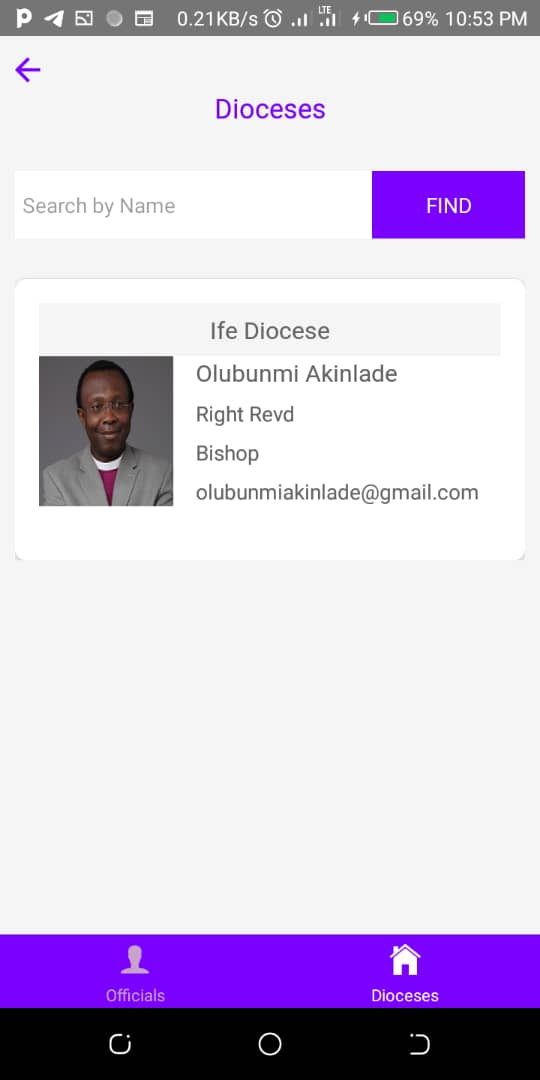 0.21KB/s LTE 69% 10:53 PM
Dioceses
Search by Name FIND
Ife Diocese
Olubunmi Akinlade
Right Revd
Bishop
olubunmiakinlade@gmail.com
Officials Dioceses